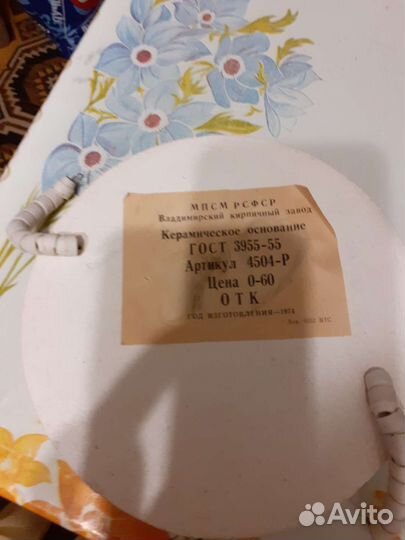 МПСМ РСФСР
Владимирский кирпичный завод
Керамическое основание
ГОСТ 3955-55
Артикул 4504-Р
Цена 0-60
ОТК
ГОД ИЗГОТОВЛЕНИЯ—1974
Avito